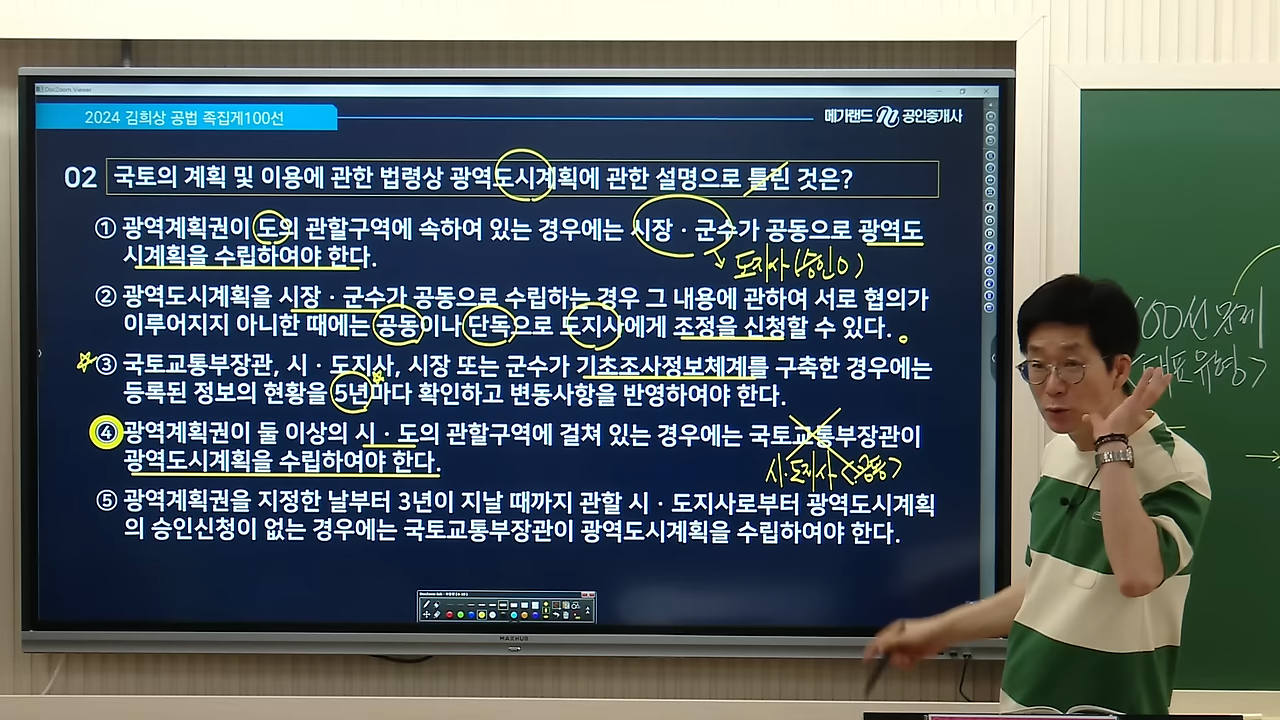 DocZoom Viewer
2024 김희상 공법 족집게100선
메가랜드 공인중개사
02 국토의 계획 및 이용에 관한 법령상 광역도시계획에 관한 설명으로 틀린 것은?
① 광역계획권이 도의 관할구역에 속하여 있는 경우에는 시장 · 군수가 공동으로 광역도
시계획을 수립하여야 한다.
도지사(승인○)
② 광역도시계획을 시장 · 군수가 공동으로 수립하는 경우 그 내용에 관하여 서로 협의가
이루어지지 아니한 때에는 공동이나 단독으로 도지사에게 조정을 신청할 수 있다.
③ 국토교통부장관, 시 · 도지사, 시장 또는 군수가 기초조사정보체계를 구축한 경우에는
등록된 정보의 현황을 5년마다 확인하고 변동사항을 반영하여야 한다.
④ 광역계획권이 둘 이상의 시 · 도의 관할구역에 걸쳐 있는 경우에는 국토교통부장관이
광역도시계획을 수립하여야 한다.
시·도지사 <공동>
⑤ 광역계획권을 지정한 날부터 3년이 지날 때까지 관할 시 · 도지사로부터 광역도시계획
의 승인신청이 없는 경우에는 국토교통부장관이 광역도시계획을 수립하여야 한다.
MAXHUB
100선 문제
유형>